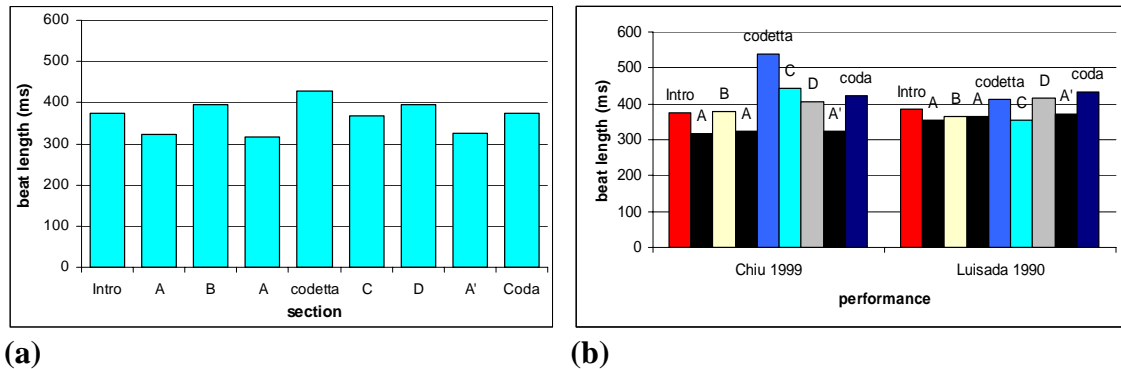 600
500
400
300
200
100
0
beat length (ms)
Intro A B A codetta C D A' Coda
section
(a)
600
500
400
300
200
100
0
beat length (ms)
Intro A B A codetta C D A' coda
Intro A B A codetta C D A' coda
Chiu 1999 Luisada 1990
performance
(b)